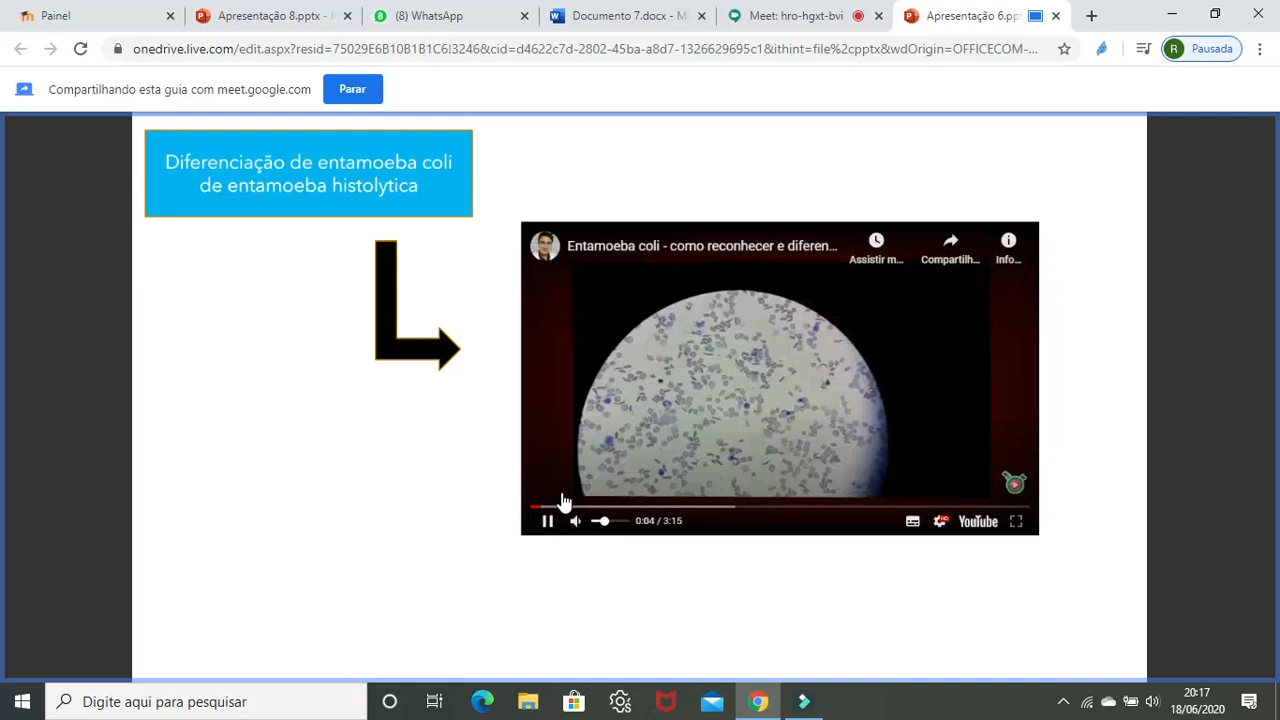 Painel
Apresentação 8.pptx - M
(8) WhatsApp
Documento 7.docx - M
Meet: hro-hgxt-bvi
Apresentação 6.ppt
onedrive.live.com/edit.aspx?resid=75029E6B10B1B1C6!3246&cid=d4622c7d-2802-45ba-a8d7-1326629695c1&ithint=file%2cpptx&wdOrigin=OFFICECOM-...
R Pausada
Compartilhando esta guia com meet.google.com
Parar
Diferenciação de entamoeba coli
de entamoeba histolytica
Entamoeba coli - como reconhecer e diferen...
Assistir m...
Compartilh...
Info...
0:04 / 3:15
HD
YouTube
Digite aqui para pesquisar
20:17
18/06/2020